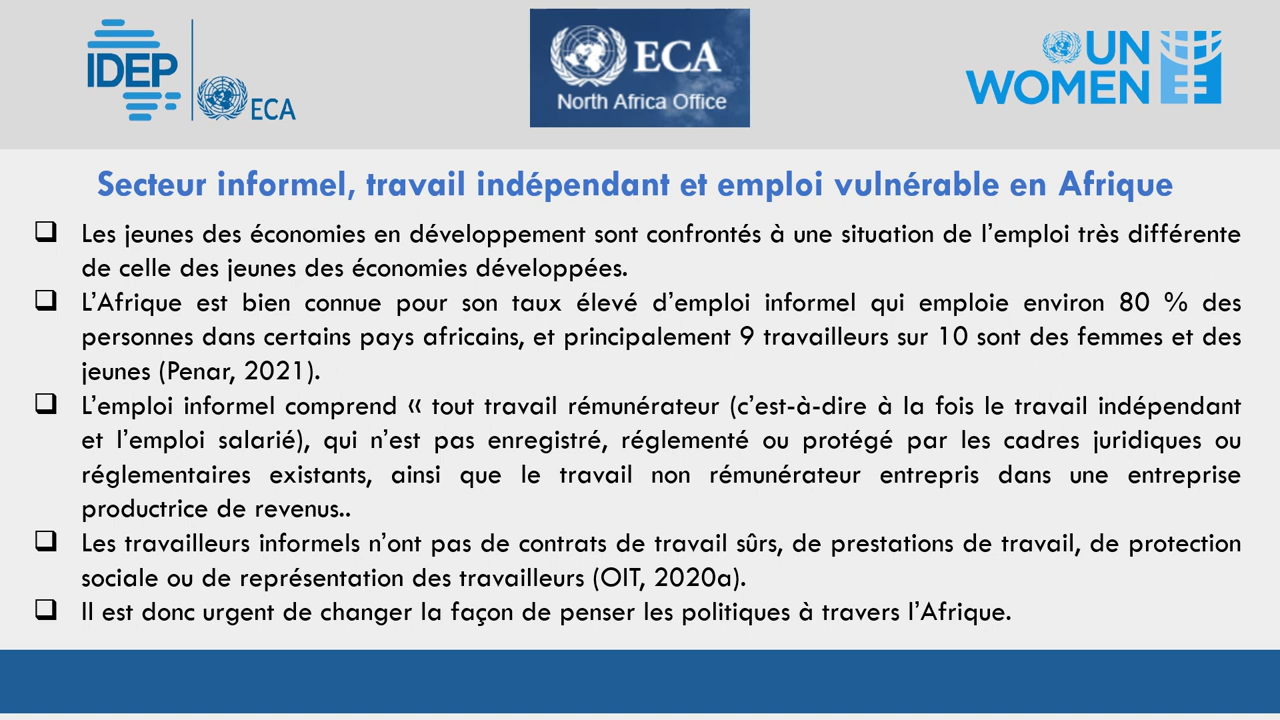 IDEP
ECA
ECA
North Africa Office
UN
WOMEN
Secteur informel, travail indépendant et emploi vulnérable en Afrique
❑ Les jeunes des économies en développement sont confrontés à une situation de l’emploi très différente
de celle des jeunes des économies développées.
❑ L’Afrique est bien connue pour son taux élevé d’emploi informel qui emploie environ 80 % des
personnes dans certains pays africains, et principalement 9 travailleurs sur 10 sont des femmes et des
jeunes (Penar, 2021).
❑ L’emploi informel comprend « tout travail rémunérateur (c’est-à-dire à la fois le travail indépendant
et l’emploi salarié), qui n’est pas enregistré, réglementé ou protégé par les cadres juridiques ou
réglementaires existants, ainsi que le travail non rémunérateur entrepris dans une entreprise
productrice de revenus..
❑ Les travailleurs informels n’ont pas de contrats de travail sûrs, de prestations de travail, de protection
sociale ou de représentation des travailleurs (OIT, 2020a).
❑ Il est donc urgent de changer la façon de penser les politiques à travers l’Afrique.